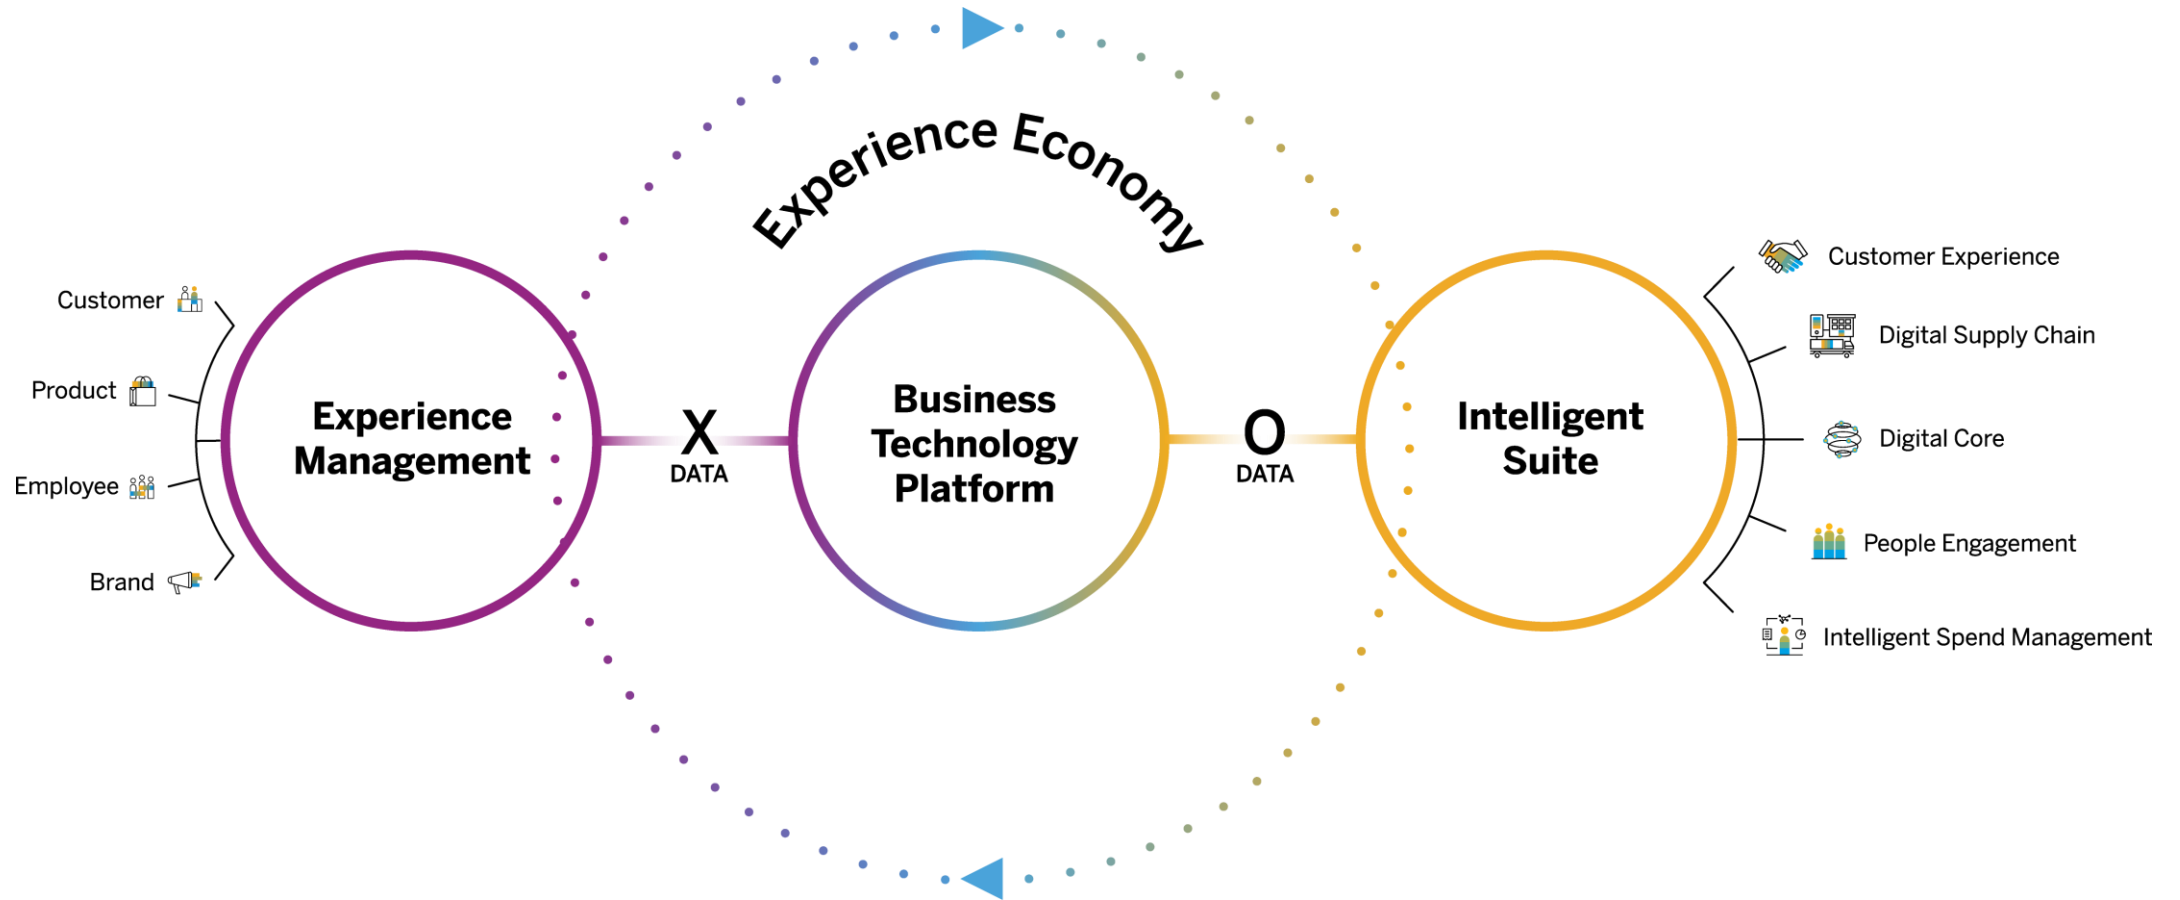 Experience Economy
Customer
Product
Employee
Brand
Experience
Management
X
DATA
Business
Technology
Platform
O
DATA
Intelligent
Suite
Customer Experience
Digital Supply Chain
Digital Core
People Engagement
Intelligent Spend Management